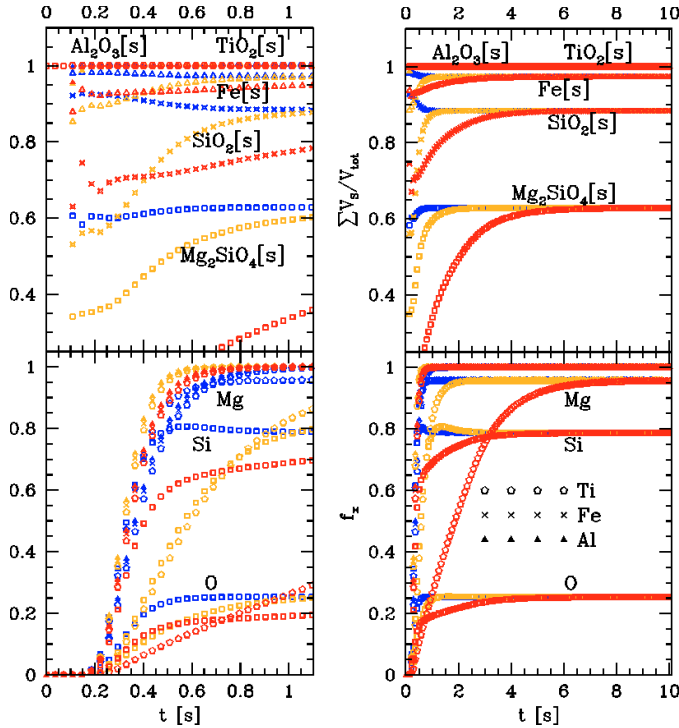 0 0.2 0.4 0.6 0.8 1
0 2 4 6 8 10
Al₂O₃[s] TiO₂[s]
Al₂O₃[s] TiO₂[s]
1
0.8
0.6
0.4
Fe[s]
SiO₂[s]
Mg₂SiO₄[s]
∑V_S/V_tot
1
0.8
0.6
0.4
Fe[s]
SiO₂[s]
Mg₂SiO₄[s]
1
0.8
0.6
0.4
0.2
0
Mg
Si
O
f_x
1
0.8
0.6
0.4
0.2
0
Mg
Si
Ti
Fe
Al
O
0 0.2 0.4 0.6 0.8 1
0 2 4 6 8 10
t [s]
t [s]